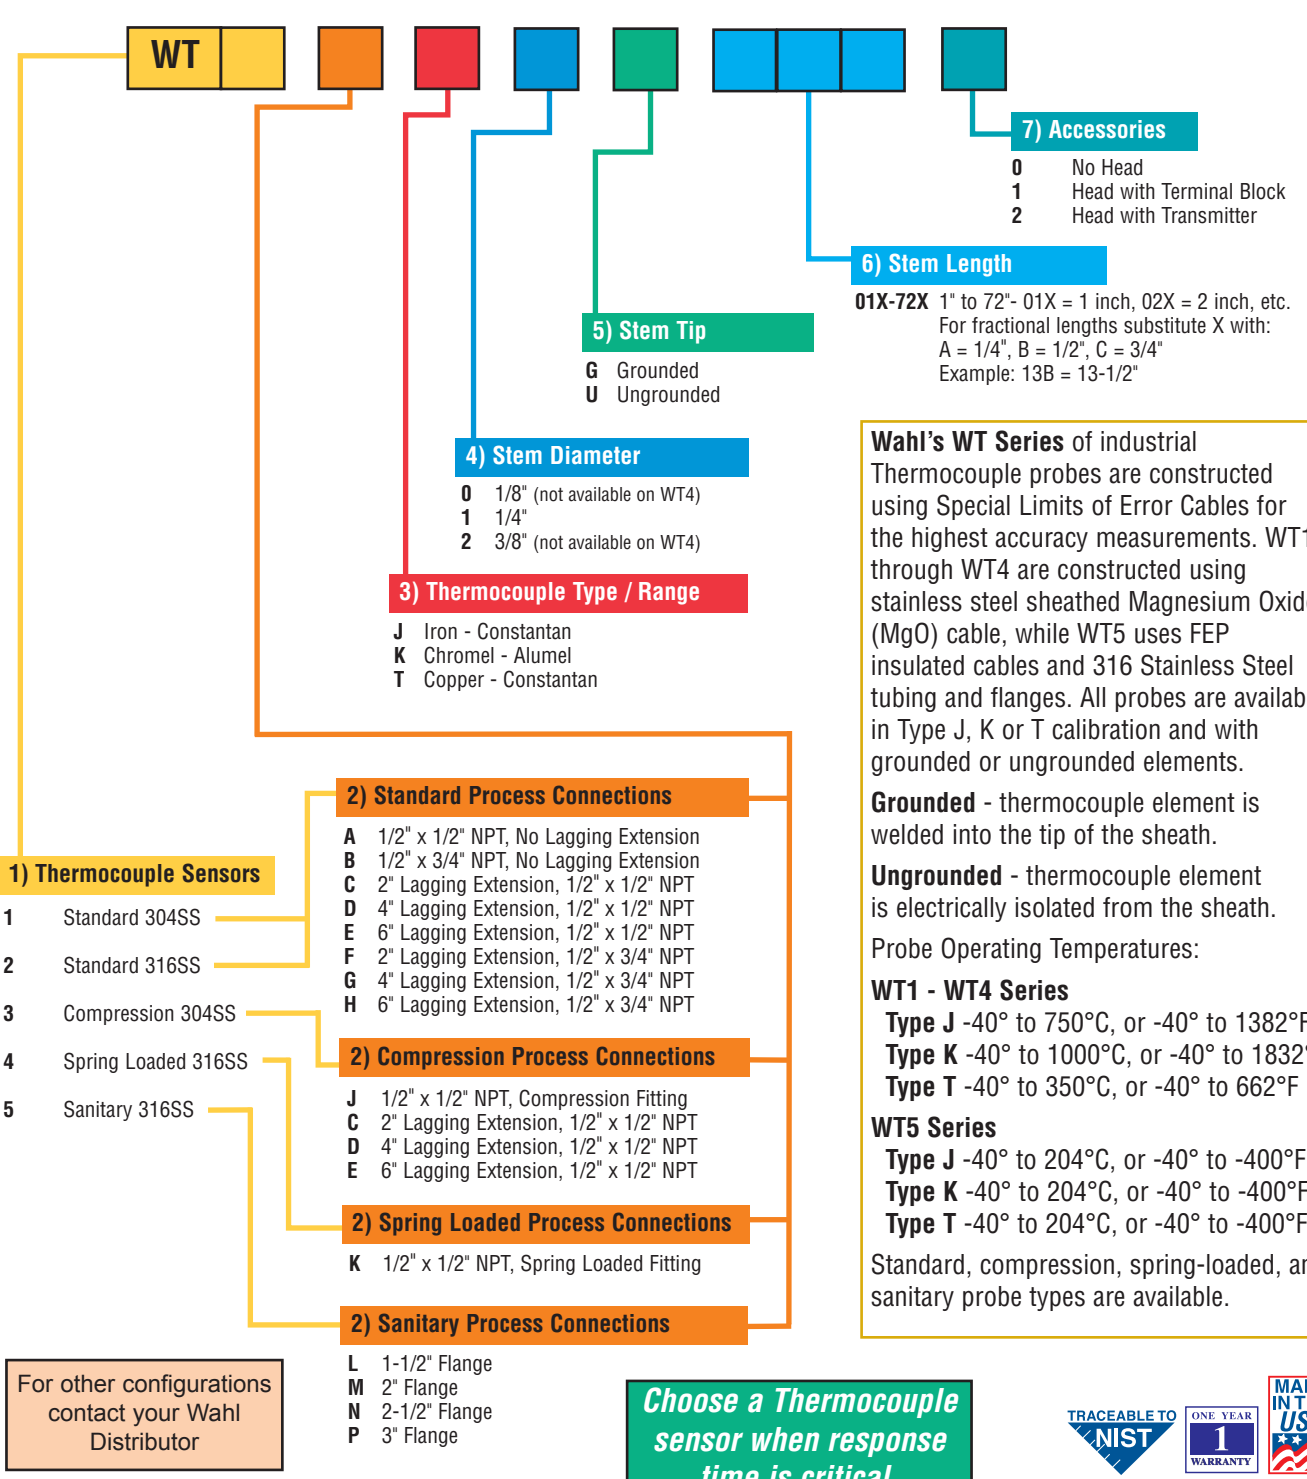 WT
7) Accessories
0 No Head
1 Head with Terminal Block
2 Head with Transmitter
6) Stem Length
01X-72X 1" to 72"- 01X = 1 inch, 02X = 2 inch, etc.
For fractional lengths substitute X with:
A = 1/4", B = 1/2", C = 3/4"
Example: 13B = 13-1/2"
5) Stem Tip
G Grounded
U Ungrounded
4) Stem Diameter
0 1/8" (not available on WT4)
1 1/4"
2 3/8" (not available on WT4)
3) Thermocouple Type / Range
J Iron - Constantan
K Chromel - Alumel
T Copper - Constantan
2) Standard Process Connections
A 1/2" x 1/2" NPT, No Lagging Extension
B 1/2" x 3/4" NPT, No Lagging Extension
C 2" Lagging Extension, 1/2" x 1/2" NPT
D 4" Lagging Extension, 1/2" x 1/2" NPT
E 6" Lagging Extension, 1/2" x 1/2" NPT
F 2" Lagging Extension, 1/2" x 3/4" NPT
G 4" Lagging Extension, 1/2" x 3/4" NPT
H 6" Lagging Extension, 1/2" x 3/4" NPT
1) Thermocouple Sensors
1 Standard 304SS
2 Standard 316SS
3 Compression 304SS
4 Spring Loaded 316SS
5 Sanitary 316SS
2) Compression Process Connections
J 1/2" x 1/2" NPT, Compression Fitting
C 2" Lagging Extension, 1/2" x 1/2" NPT
D 4" Lagging Extension, 1/2" x 1/2" NPT
E 6" Lagging Extension, 1/2" x 1/2" NPT
2) Spring Loaded Process Connections
K 1/2" x 1/2" NPT, Spring Loaded Fitting
2) Sanitary Process Connections
L 1-1/2" Flange
M 2" Flange
N 2-1/2" Flange
P 3" Flange
Wahl's WT Series of industrial
Thermocouple probes are constructed
using Special Limits of Error Cables for
the highest accuracy measurements. WT1
through WT4 are constructed using
stainless steel sheathed Magnesium Oxid
(MgO) cable, while WT5 uses FEP
insulated cables and 316 Stainless Steel
tubing and flanges. All probes are availab
in Type J, K or T calibration and with
grounded or ungrounded elements.
Grounded - thermocouple element is
welded into the tip of the sheath.
Ungrounded - thermocouple element
is electrically isolated from the sheath.
Probe Operating Temperatures:
WT1 - WT4 Series
Type J -40° to 750°C, or -40° to 1382°F
Type K -40° to 1000°C, or -40° to 1832°
Type T -40° to 350°C, or -40° to 662°F
WT5 Series
Type J -40° to 204°C, or -40° to -400°F
Type K -40° to 204°C, or -40° to -400°F
Type T -40° to 204°C, or -40° to -400°F
Standard, compression, spring-loaded, an
sanitary probe types are available.
For other configurations
contact your Wahl
Distributor
Choose a Thermocouple
sensor when response
time is critical
TRACEABLE TO
NIST
ONE YEAR
1
WARRANTY
MA
IN T
US